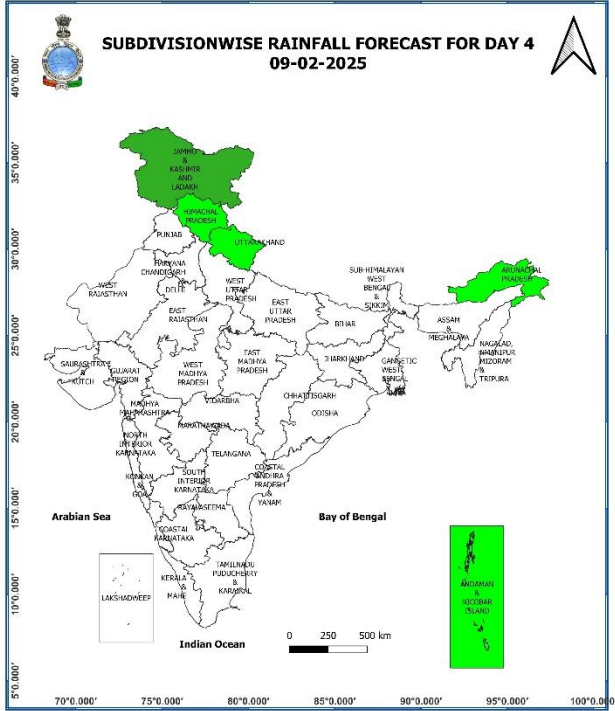 SUBDIVISIONWISE RAINFALL FORECAST FOR DAY 4
09-02-2025
40°0.000'
35°0.000'
30°0.000'
25°0.000'
20°0.000'
15°0.000'
10°0.000'
5°0.000'
JAMMU
&
KASHMIR
AND
LADAKH
HIMACHAL
PRADESH
PUNJAB
UTTARAKHAND
HARYANA
CHANDIGARH
&
DELHI
WEST
RAJASTHAN
WEST
UTTAR
PRADESH
EAST
RAJASTHAN
EAST
UTTAR
PRADESH
SUB-HIMALAYAN
WEST
BENGAL
&
SIKKIM
ARUNACHAL
PRADESH
ASSAM
&
MEGHALAYA
NAGALAD,
MANIPUR
MIZORAM
&
TRIPURA
BIHAR
JHARKHAND
GANGETIC
WEST
BENGAL
SAURASHTRA
&
KUTCH
GUJARAT
REGION
WEST
MADHYA
PRADESH
EAST
MADHYA
PRADESH
CHHATTISGARH
ODISHA
MADHYA
MAHARASHTRA
VIDARBHA
MARATHAWADA
NORTH
INTERIOR
KARNATAKA
TELANGANA
KONKAN
&
GOA
SOUTH
INTERIOR
KARNATAKA
COASTAL
ANDHRA
PRADESH
&
YANAM
RAYALASEEMA
COASTAL
KARNATAKA
TAMILNADU
PUDUCHERRY
&
KARAIKAL
KERALA
&
MAHE
LAKSHADWEEP
ANDAMAN
&
NICOBAR
ISLAND
Arabian Sea
Bay of Bengal
Indian Ocean
0 250 500 km
70°0.000' 75°0.000' 80°0.000' 85°0.000' 90°0.000' 95°0.000' 100°0.000'